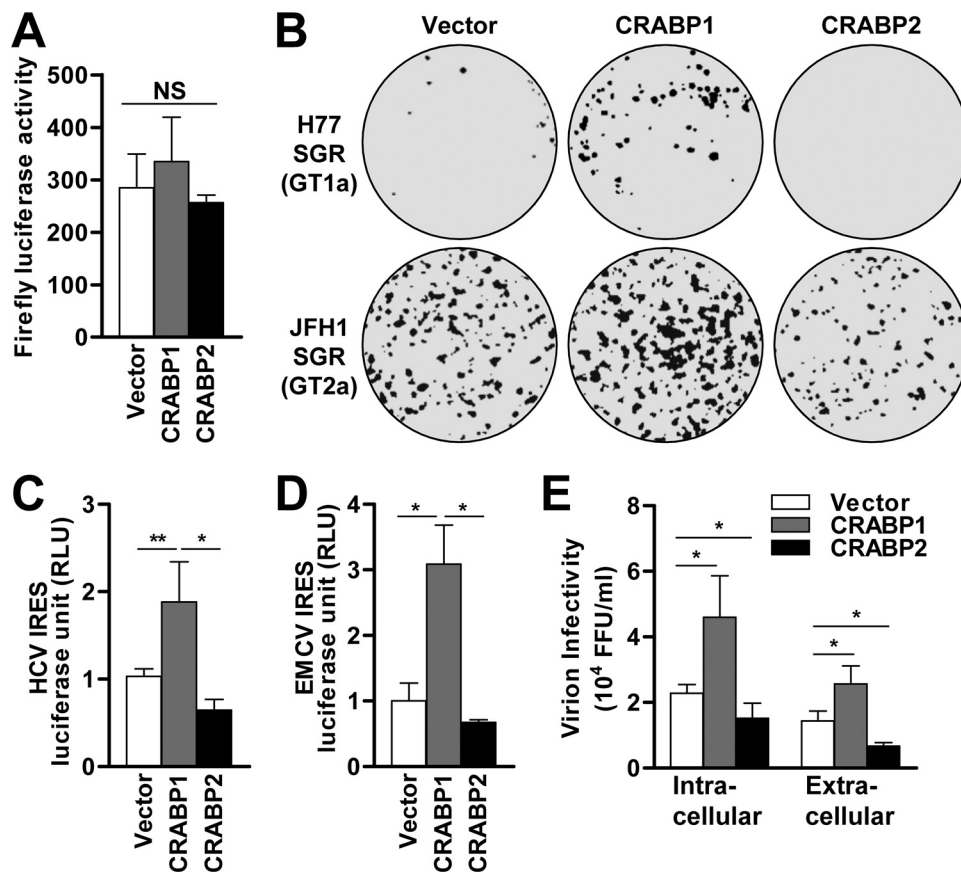 A
Firefly luciferase activity
500
400
300
200
100
0
NS
Vector
CRABP1
CRABP2
B
Vector
CRABP1
CRABP2
H77
SGR
(GT1a)
JFH1
SGR
(GT2a)
C
HCV IRES
luciferase unit (RLU)
3
2
1
0
**
*
Vector
CRABP1
CRABP2
D
EMCV IRES
luciferase unit (RLU)
4
3
2
1
0
*
*
Vector
CRABP1
CRABP2
E
Vector
CRABP1
CRABP2
Virion Infectivity
(10⁴ FFU/ml)
8
6
4
2
0
*
*
*
*
Intra-
cellular
Extra-
cellular